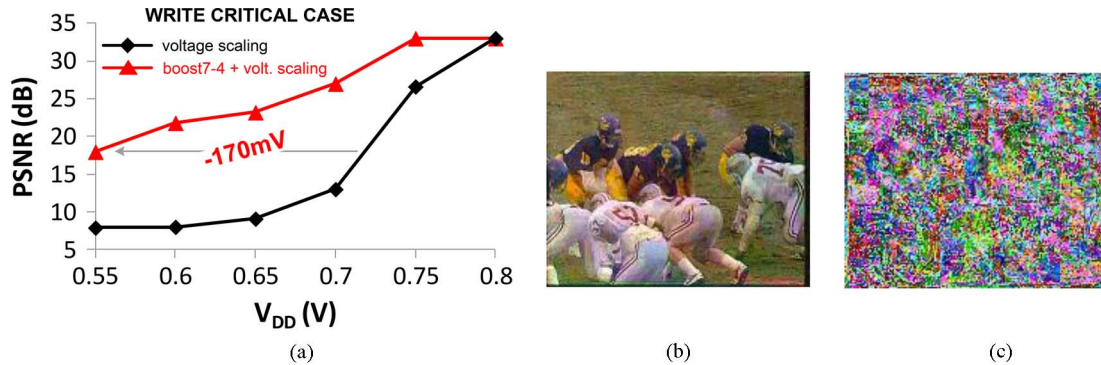 WRITE CRITICAL CASE
voltage scaling
boost7-4 + volt. scaling
PSNR (dB)
35
30
25
20
15
10
5
-170mV
0.55 0.6 0.65 0.7 0.75 0.8
VDD (V)
(a) (b) (c)